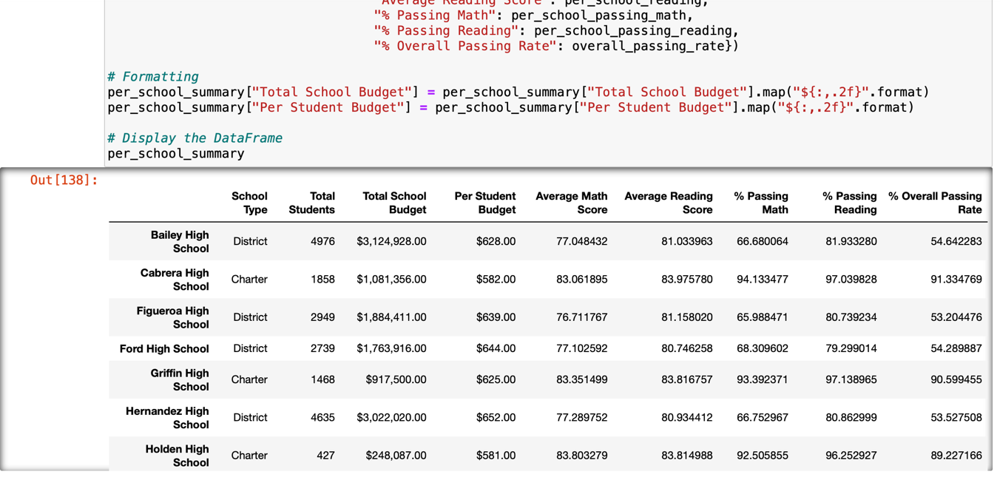 "Average Reading Score": per_school_reading,
"% Passing Math": per_school_passing_math,
"% Passing Reading": per_school_passing_reading,
"% Overall Passing Rate": overall_passing_rate})
# Formatting
per_school_summary["Total School Budget"] = per_school_summary["Total School Budget"].map("${:,.2f}".format)
per_school_summary["Per Student Budget"] = per_school_summary["Per Student Budget"].map("${:,.2f}".format)
# Display the DataFrame
per_school_summary
Out[138]:
School Total Total School Per Student Average Math Average Reading % Passing % Passing % Overall Passing
Type Students Budget Budget Score Score Math Reading Rate
Bailey High
School District 4976 $3,124,928.00 $628.00 77.048432 81.033963 66.680064 81.933280 54.642283
Cabrera High
School Charter 1858 $1,081,356.00 $582.00 83.061895 83.975780 94.133477 97.039828 91.334769
Figueroa High
School District 2949 $1,884,411.00 $639.00 76.711767 81.158020 65.988471 80.739234 53.204476
Ford High School District 2739 $1,763,916.00 $644.00 77.102592 80.746258 68.309602 79.299014 54.289887
Griffin High
School Charter 1468 $917,500.00 $625.00 83.351499 83.816757 93.392371 97.138965 90.599455
Hernandez High
School District 4635 $3,022,020.00 $652.00 77.289752 80.934412 66.752967 80.862999 53.527508
Holden High
School Charter 427 $248,087.00 $581.00 83.803279 83.814988 92.505855 96.252927 89.227166